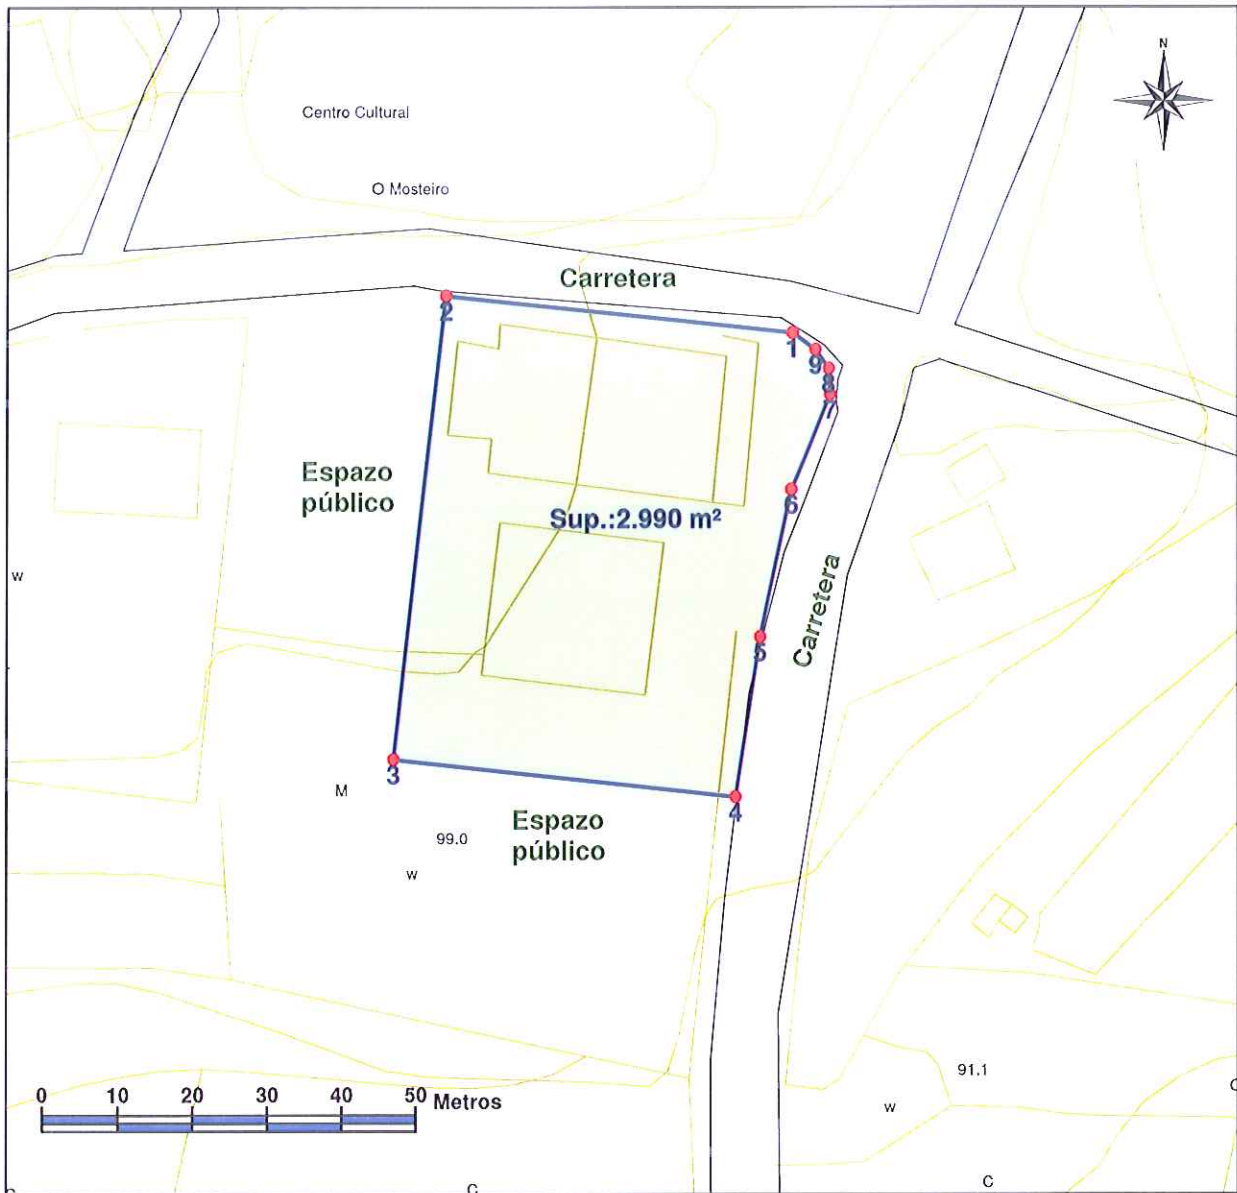 N
Centro Cultural
O Mosteiro
Carretera
2
1
9
8
7
Espazo
público
6
Sup.:2.990 m²
Carretera
w
5
3
M
4
Espazo
público
99.0
w
91.1
w
0 10 20 30 40 50 Metros
C
C
C